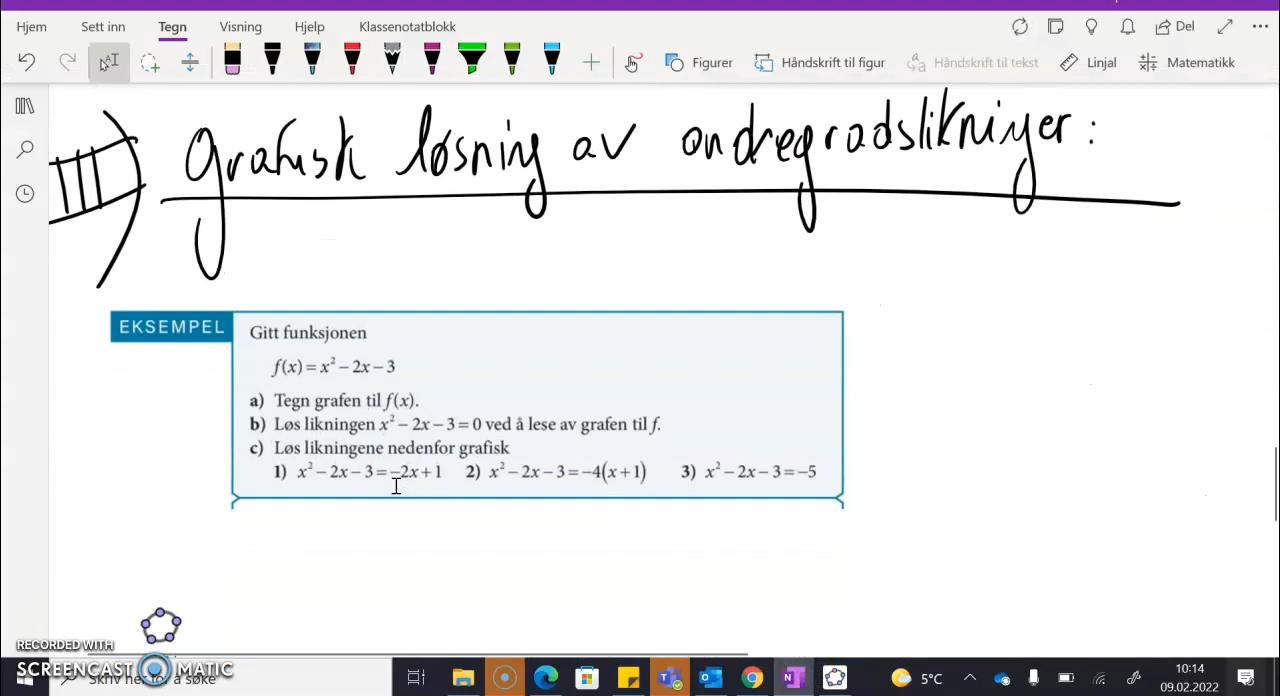 Hjem Sett inn Tegn Visning Hjelp Klassenotatblokk Del
Figurer Håndskrift til figur Håndskrift til tekst Linjal Matematikk
III) Grafisk løsning av andregradslikninger:
EKSEMPEL
Gitt funksjonen
f(x) = x² – 2x – 3
a) Tegn grafen til f(x).
b) Løs likningen x² – 2x – 3 = 0 ved å lese av grafen til f.
c) Løs likningene nedenfor grafisk
1) x² – 2x – 3 = –2x + 1 2) x² – 2x – 3 = –4(x + 1) 3) x² – 2x – 3 = –5
RECORDED WITH
SCREENCAST MATIC
5°C
10:14
09.02.2022